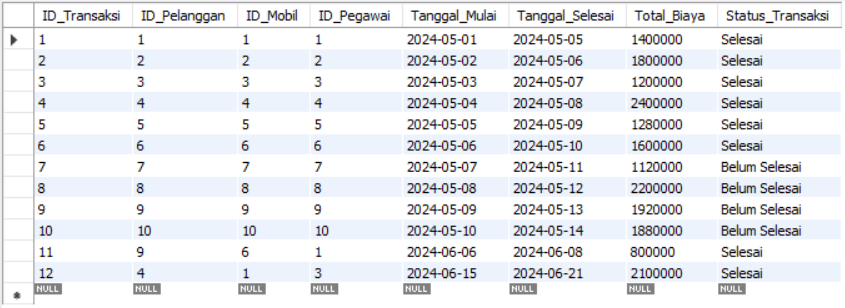 ID_Transaksi ID_Pelanggan ID_Mobil ID_Pegawai Tanggal_Mulai Tanggal_Selesai Total_Biaya Status_Transaksi
1 1 1 1 2024-05-01 2024-05-05 1400000 Selesai
2 2 2 2 2024-05-02 2024-05-06 1800000 Selesai
3 3 3 3 2024-05-03 2024-05-07 1200000 Selesai
4 4 4 4 2024-05-04 2024-05-08 2400000 Selesai
5 5 5 5 2024-05-05 2024-05-09 1280000 Selesai
6 6 6 6 2024-05-06 2024-05-10 1600000 Selesai
7 7 7 7 2024-05-07 2024-05-11 1120000 Belum Selesai
8 8 8 8 2024-05-08 2024-05-12 2200000 Belum Selesai
9 9 9 9 2024-05-09 2024-05-13 1920000 Belum Selesai
10 10 10 10 2024-05-10 2024-05-14 1880000 Belum Selesai
11 9 6 1 2024-06-06 2024-06-08 800000 Selesai
12 4 1 3 2024-06-15 2024-06-21 2100000 Selesai
NULL NULL NULL NULL NULL NULL NULL NULL